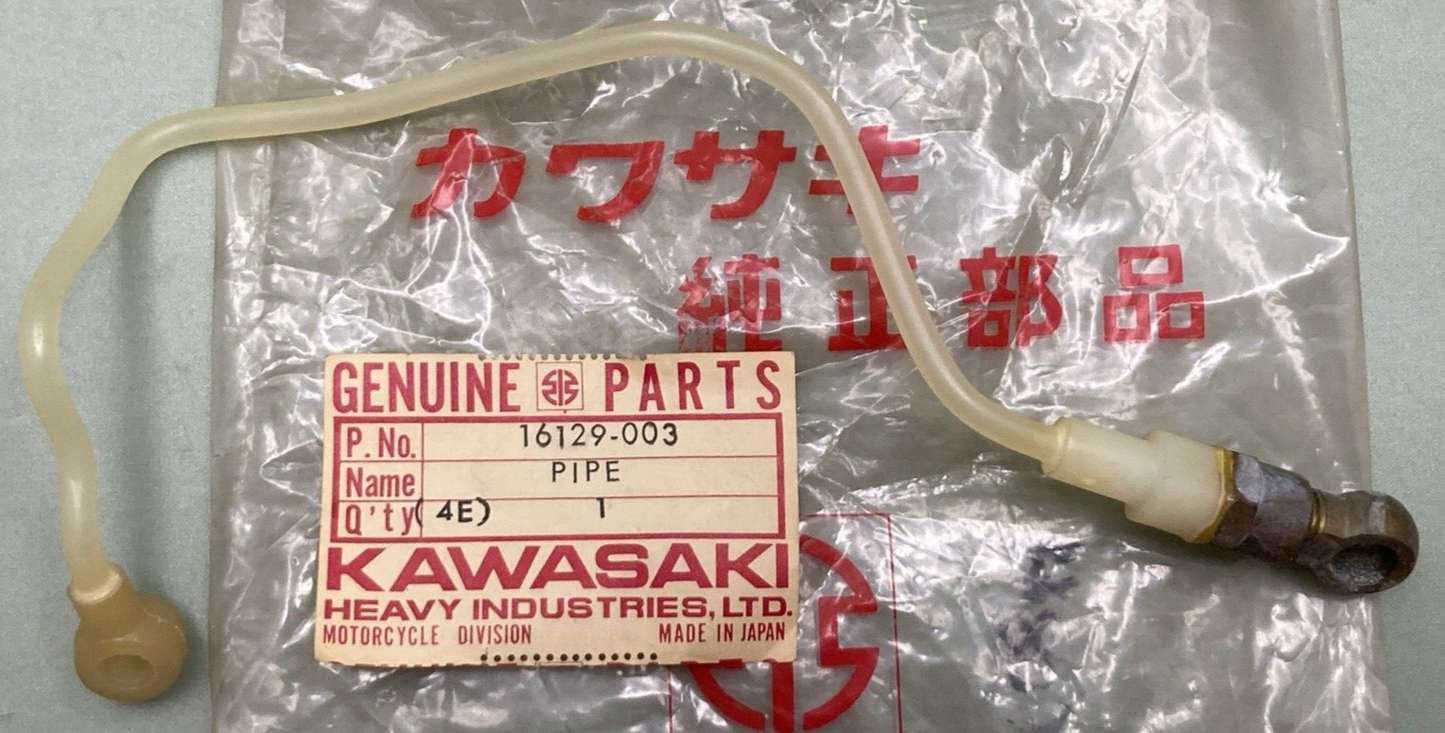 カワサキ
純正部品
GENUINE PARTS
P. No. 16129-003
Name PIPE
Q'ty (4E) 1
KAWASAKI
HEAVY INDUSTRIES, LTD.
MOTORCYCLE DIVISION MADE IN JAPAN